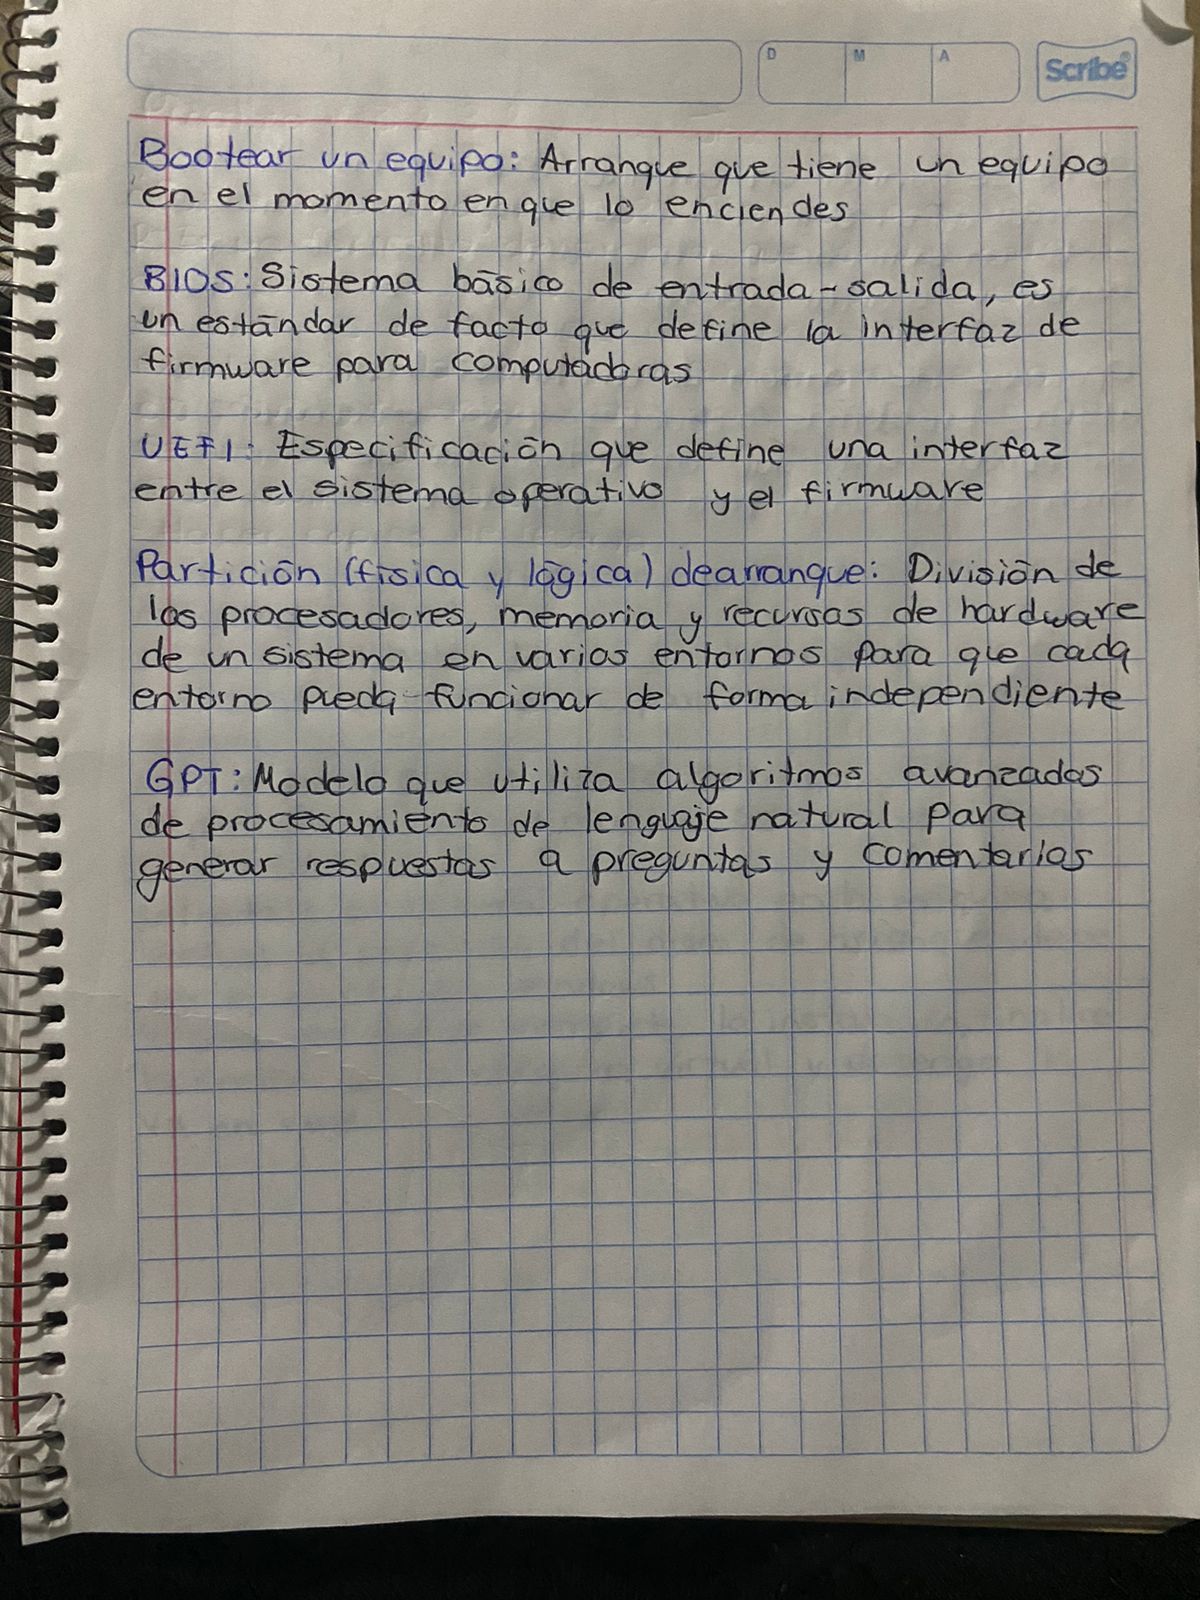 D M A Scribe®
Bootear un equipo: Arranque que tiene un equipo
en el momento en que lo enciendes
BIOS: Sistema básico de entrada-salida, es
un estándar de facto que define la interfaz de
firmware para computadoras
UEFI: Especificación que define una interfaz
entre el sistema operativo y el firmware
Partición (física y lógica) de arranque: División de
los procesadores, memoria y recursos de hardware
de un sistema en varios entornos para que cada
entorno pueda funcionar de forma independiente
GPT: Modelo que utiliza algoritmos avanzados
de procesamiento de lenguaje natural para
generar respuestas a preguntas y comentarios